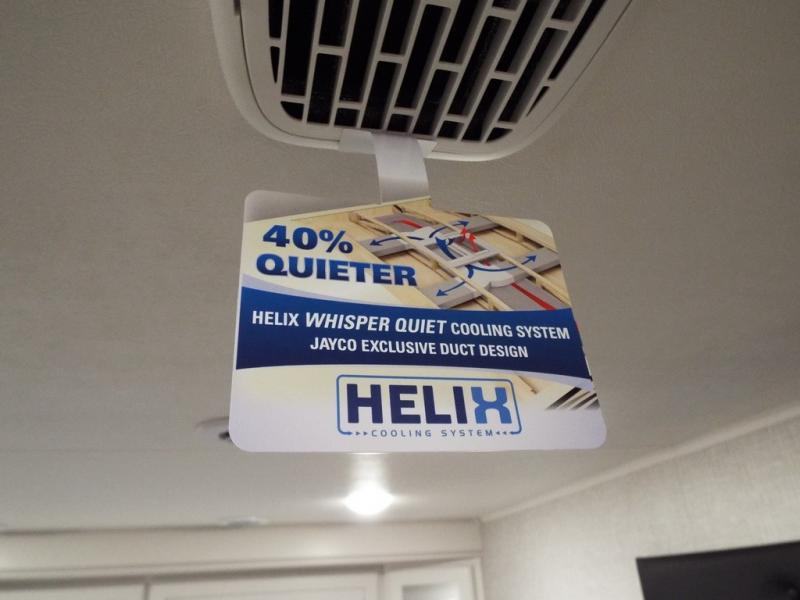 40%
QUIETER
HELIX WHISPER QUIET COOLING SYSTEM
JAYCO EXCLUSIVE DUCT DESIGN
HELIX
COOLING SYSTEM